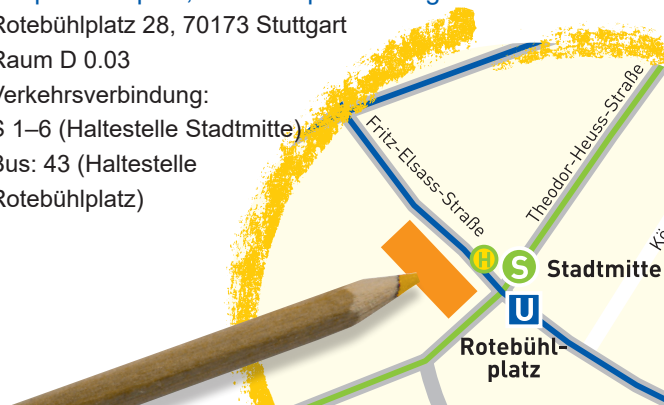 Rotebühlplatz 28, 70173 Stuttgart
Raum D 0.03
Verkehrsverbindung:
S 1–6 (Haltestelle Stadtmitte)
Bus: 43 (Haltestelle
Rotebühlplatz)
Fritz-Elsass-Straße
Theodor-Heuss-Straße
H
S
Stadtmitte
U
Rotebühl-
platz